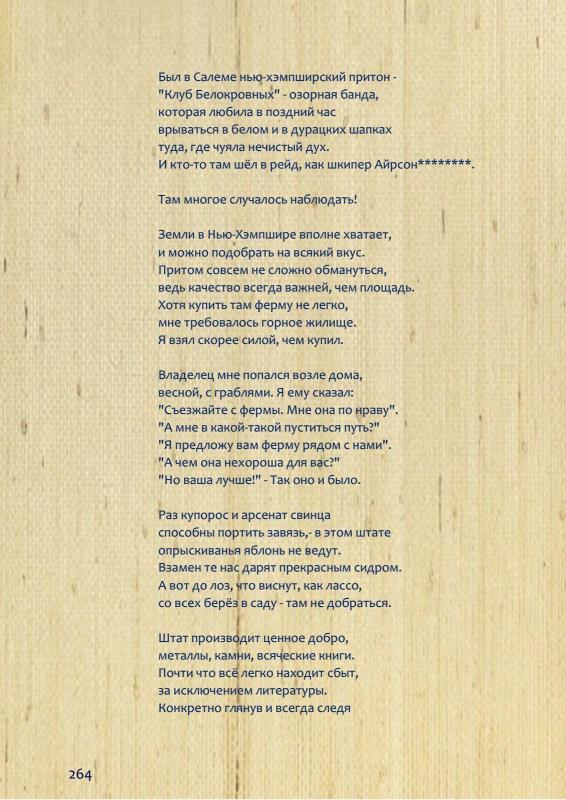 Был в Салеме нью-хэмпширский притон -
"Клуб Белокровных" - озорная банда,
которая любила в поздний час
врываться в белом и в дурацких шапках
туда, где чуяла нечистый дух.
И кто-то там шёл в рейд, как шкипер Айрсон********.

Там многое случалось наблюдать!

Земли в Нью-Хэмпшире вполне хватает,
и можно подобрать на всякий вкус.
Притом совсем не сложно обмануться,
ведь качество всегда важней, чем площадь.
Хотя купить там ферму не легко,
мне требовалось горное жилище.
Я взял скорее силой, чем купил.

Владелец мне попался возле дома,
весной, с граблями. Я ему сказал:
"Съезжайте с фермы. Мне она по нраву".
"А мне в какой-такой пуститься путь?"
"Я предложу вам ферму рядом с нами".
"А чем она нехороша для вас?"
"Но ваша лучше!" - Так оно и было.

Раз купорос и арсенат свинца
способны портить завязь,- в этом штате
опрыскиванья яблонь не ведут.
Взамен те нас дарят прекрасным сидром.
А вот до лоз, что виснут, как лассо,
со всех берёз в саду - там не добраться.

Штат производит ценное добро,
металлы, камни, всяческие книги.
Почти что всё легко находит сбыт,
за исключением литературы.
Конкретно глянув и всегда следя

264